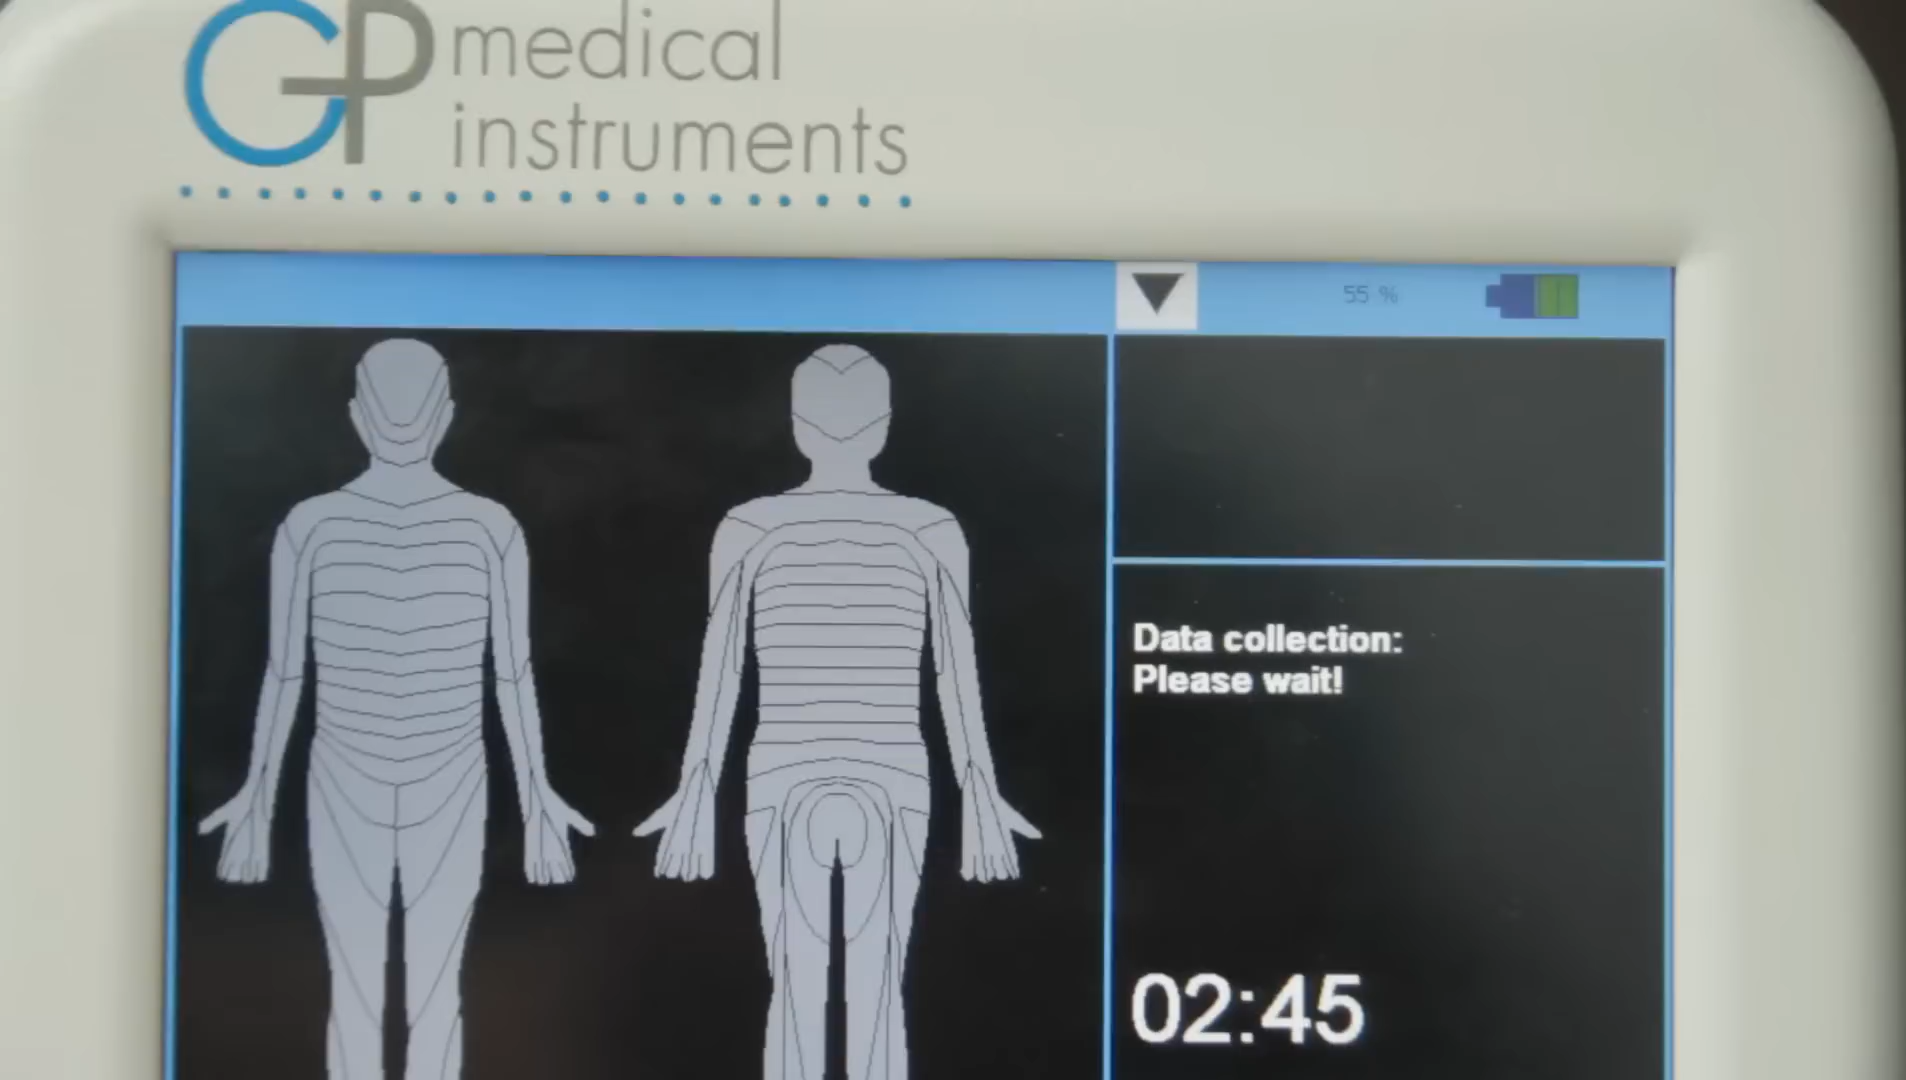 GP medical
instruments
55 %
Data collection:
Please wait!
02:45